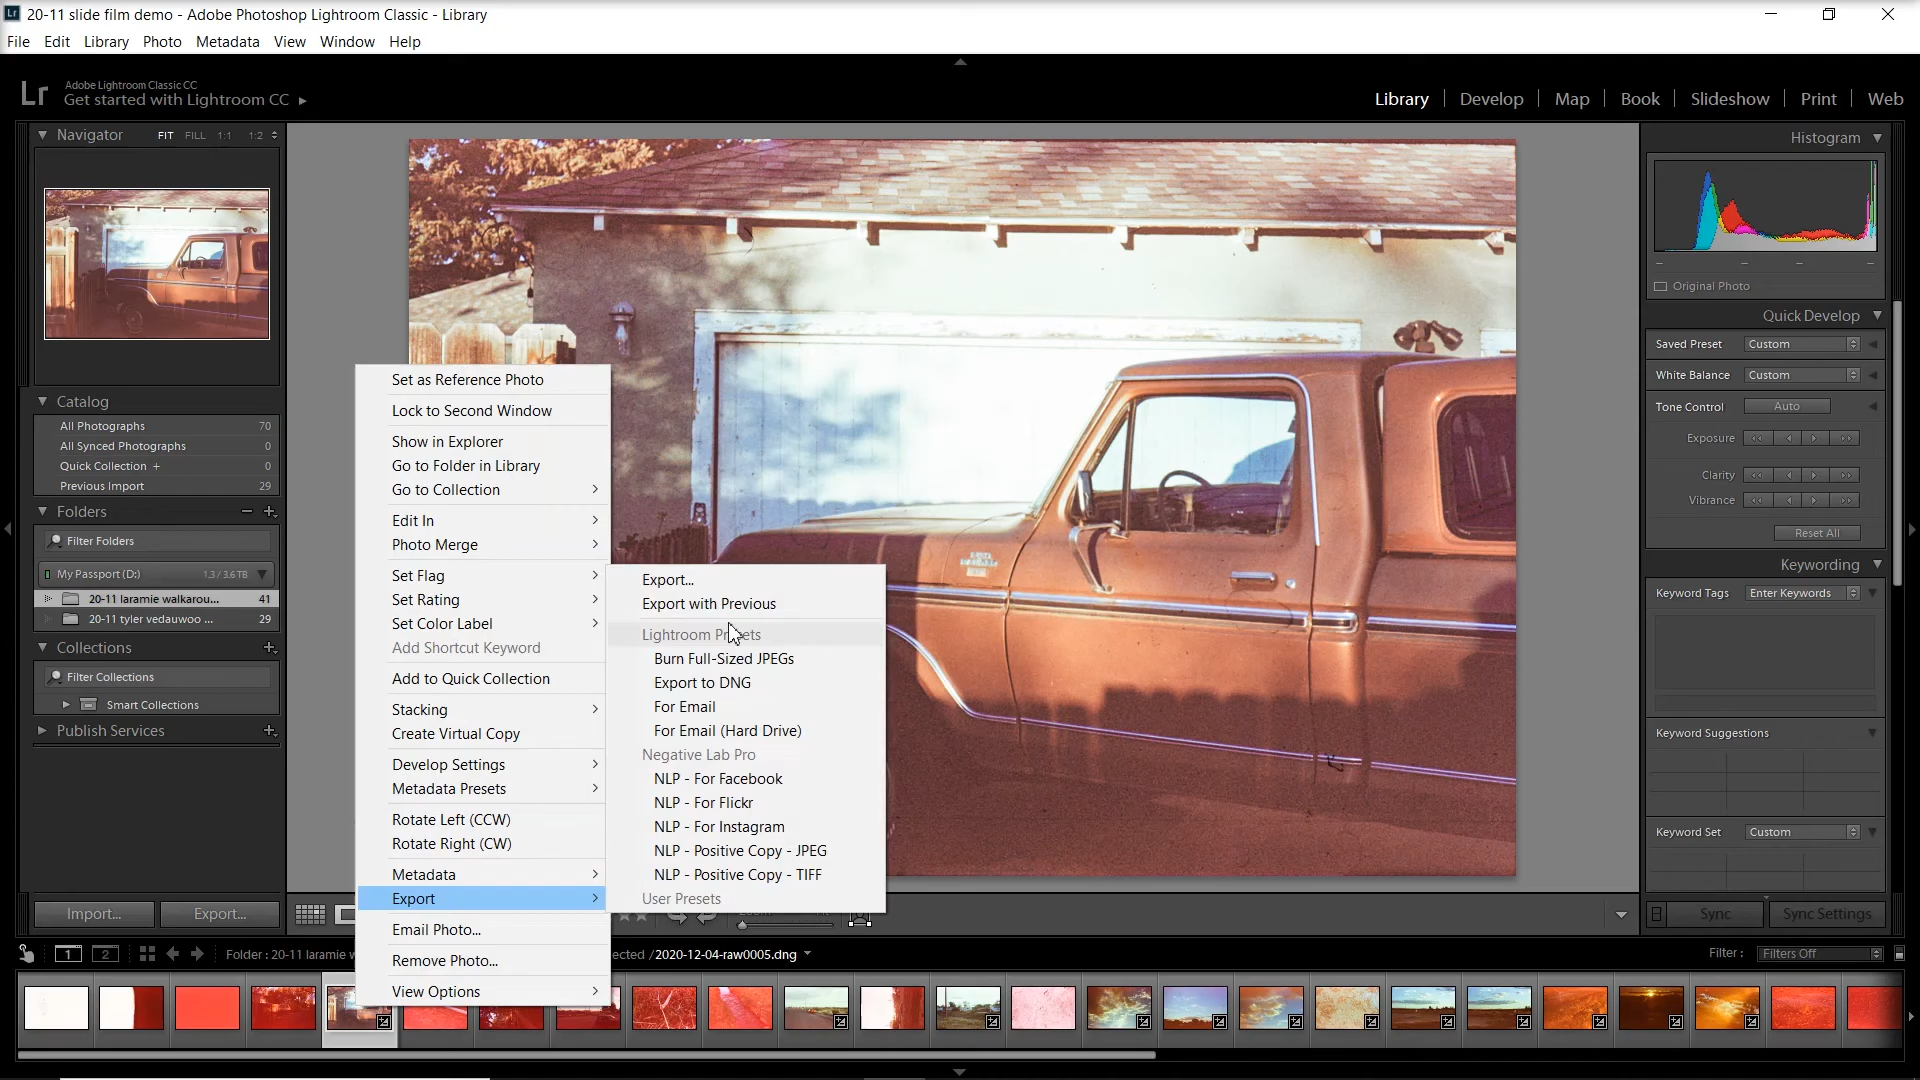 20-11 slide film demo - Adobe Photoshop Lightroom Classic - Library
File Edit Library Photo Metadata View Window Help
Lr Adobe Lightroom Classic CC
Get started with Lightroom CC
Library Develop Map Book Slideshow Print Web
Navigator FIT FILL 1:1 1:2
Catalog
All Photographs 70
All Synced Photographs 0
Quick Collection + 0
Previous Import 29
Folders
Filter Folders
My Passport (D:) 1.3 / 3.6 TB
20-11 laramie walkarou... 41
20-11 tyler vedauwoo ... 29
Collections
Filter Collections
Smart Collections
Publish Services
Import... Export...
Set as Reference Photo
Lock to Second Window
Show in Explorer
Go to Folder in Library
Go to Collection
Edit In
Photo Merge
Set Flag
Set Rating
Set Color Label
Add Shortcut Keyword
Add to Quick Collection
Stacking
Create Virtual Copy
Develop Settings
Metadata Presets
Rotate Left (CCW)
Rotate Right (CW)
Metadata
Export
Email Photo...
Remove Photo...
View Options
Export...
Export with Previous
Lightroom Presets
Burn Full-Sized JPEGs
Export to DNG
For Email
For Email (Hard Drive)
Negative Lab Pro
NLP - For Facebook
NLP - For Flickr
NLP - For Instagram
NLP - Positive Copy - JPEG
NLP - Positive Copy - TIFF
User Presets
Histogram
Original Photo
Quick Develop
Saved Preset Custom
White Balance Custom
Tone Control Auto
Exposure
Clarity
Vibrance
Reset All
Keywording
Keyword Tags Enter Keywords
Keyword Suggestions
Keyword Set Custom
Sync Sync Settings
1 2 Folder : 20-11 laramie ected / 2020-12-04-raw0005.dng
Filter : Filters Off